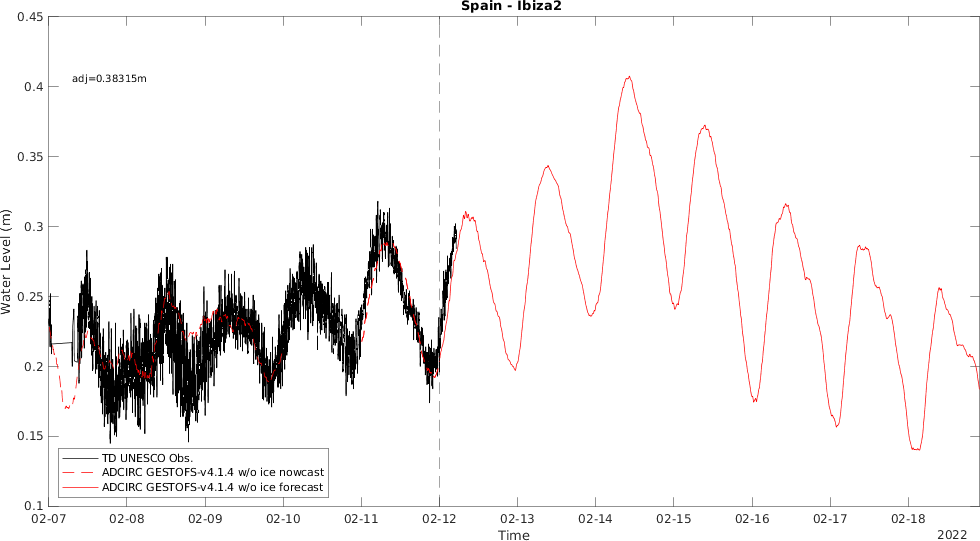 Spain - Ibiza2
0.45
adj=0.38315m
0.4
0.35
0.3
Water Level (m)
0.25
0.2
0.15
0.1
TD UNESCO Obs.
ADCIRC GESTOFS-v4.1.4 w/o ice nowcast
ADCIRC GESTOFS-v4.1.4 w/o ice forecast
02-07 02-08 02-09 02-10 02-11 02-12 02-13 02-14 02-15 02-16 02-17 02-18
Time
2022